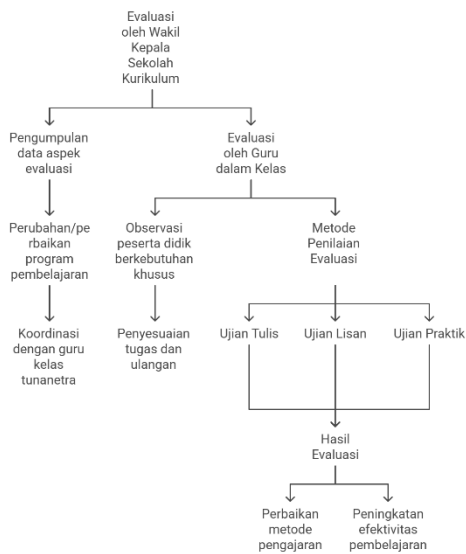 Evaluasi
oleh Wakil
Kepala
Sekolah
Kurikulum
Pengumpulan
data aspek
evaluasi
Evaluasi
oleh Guru
dalam Kelas
Perubahan/pe
rbaikan
program
pembelajaran
Observasi
peserta didik
berkebutuhan
khusus
Metode
Penilaian
Evaluasi
Koordinasi
dengan guru
kelas
tunanetra
Penyesuaian
tugas dan
ulangan
Ujian Tulis
Ujian Lisan
Ujian Praktik
Hasil
Evaluasi
Perbaikan
metode
pengajaran
Peningkatan
efektivitas
pembelajaran